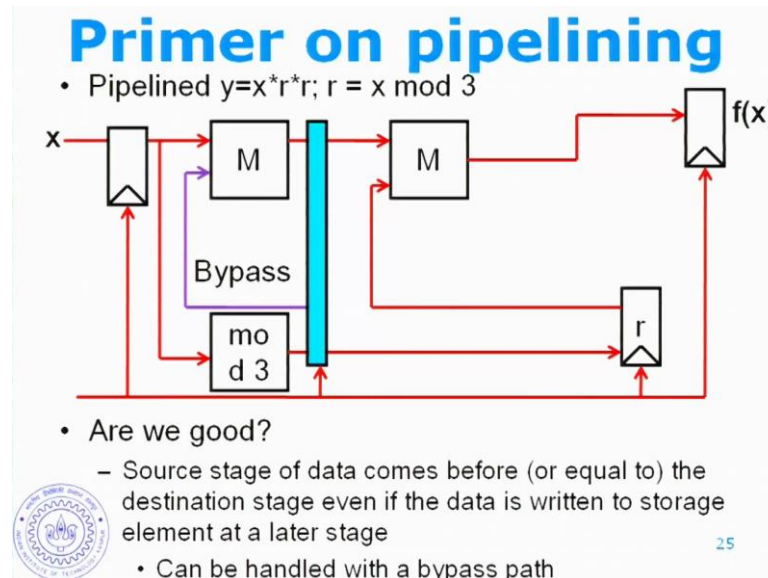 Primer on pipelining
• Pipelined y=x*r*r; r = x mod 3
x
M
M
f(x
Bypass
mo
d 3
r
• Are we good?
– Source stage of data comes before (or equal to) the
destination stage even if the data is written to storage
element at a later stage
• Can be handled with a bypass path
25